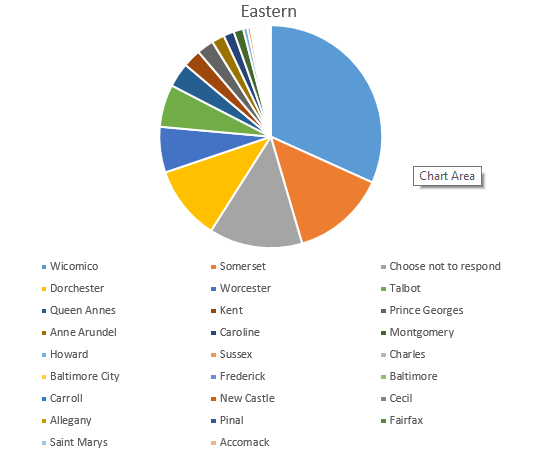 Eastern
Chart Area
Wicomico Somerset Choose not to respond
Dorchester Worcester Talbot
Queen Annes Kent Prince Georges
Anne Arundel Caroline Montgomery
Howard Sussex Charles
Baltimore City Frederick Baltimore
Carroll New Castle Cecil
Allegany Pinal Fairfax
Saint Marys Accomack